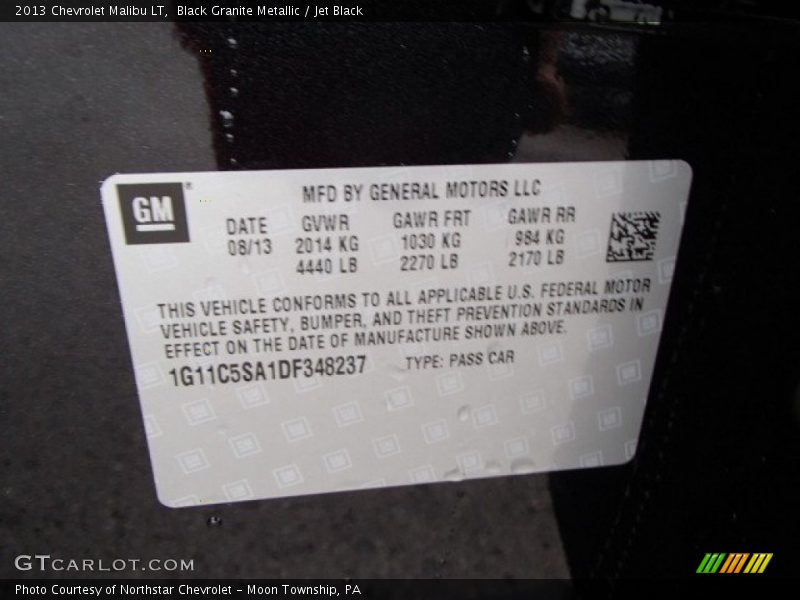 2013 Chevrolet Malibu LT, Black Granite Metallic / Jet Black
GM
MFD BY GENERAL MOTORS LLC
DATE GVWR GAWR FRT GAWR RR
08/13 2014 KG 1030 KG 984 KG
4440 LB 2270 LB 2170 LB
THIS VEHICLE CONFORMS TO ALL APPLICABLE U.S. FEDERAL MOTOR
VEHICLE SAFETY, BUMPER, AND THEFT PREVENTION STANDARDS IN
EFFECT ON THE DATE OF MANUFACTURE SHOWN ABOVE.
1G11C5SA1DF348237 TYPE: PASS CAR
GTCARLOT.COM
Photo Courtesy of Northstar Chevrolet - Moon Township, PA